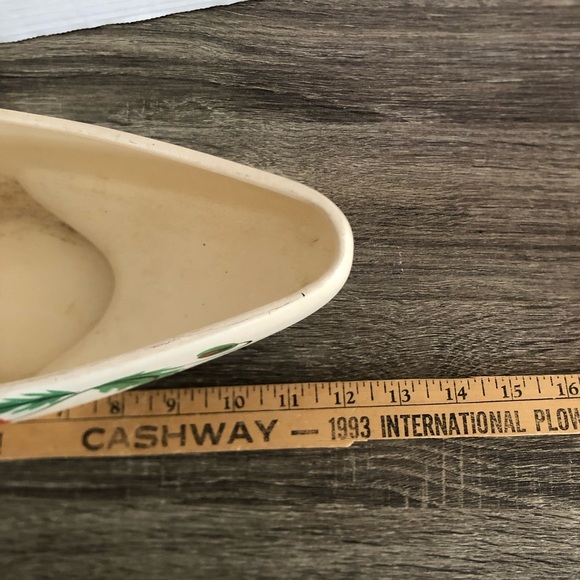 8 9 10 11 12 13 14 15 16
CASHWAY — 1993 INTERNATIONAL PLOW